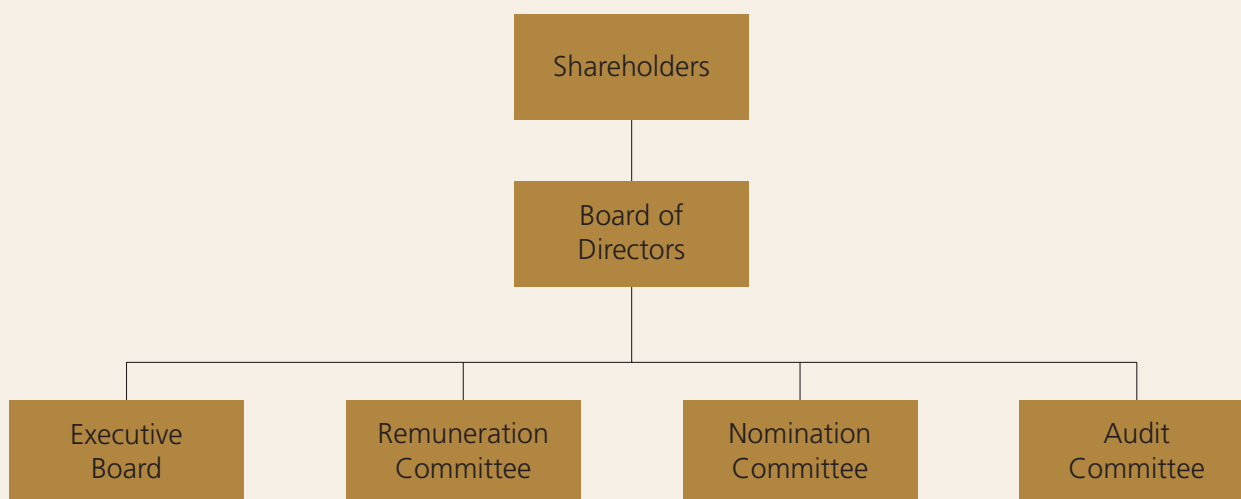 Shareholders
Board of
Directors
Executive
Board
Remuneration
Committee
Nomination
Committee
Audit
Committee